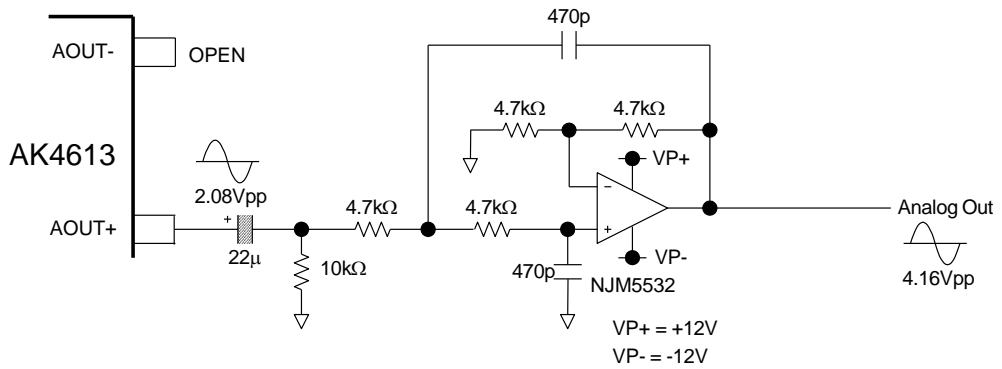 470p
AOUT-
OPEN
4.7kΩ
4.7kΩ
AK4613
VP+
−
2.08Vpp
AOUT+
+
4.7kΩ
4.7kΩ
+
Analog Out
22μ
10kΩ
470p
VP-
NJM5532
4.16Vpp
VP+ = +12V
VP- = -12V